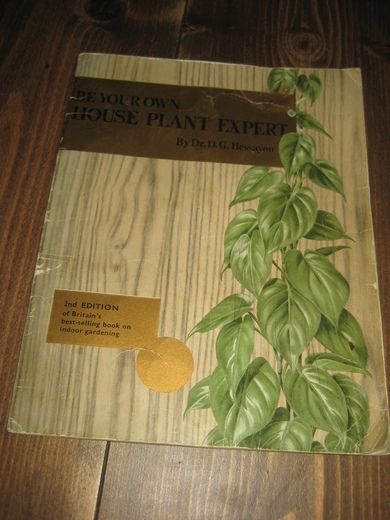 BE YOUR OWN
HOUSE PLANT EXPERT
By Dr. D.G. Hessayon
2nd EDITION
of Britain's
best-selling book on
indoor gardening